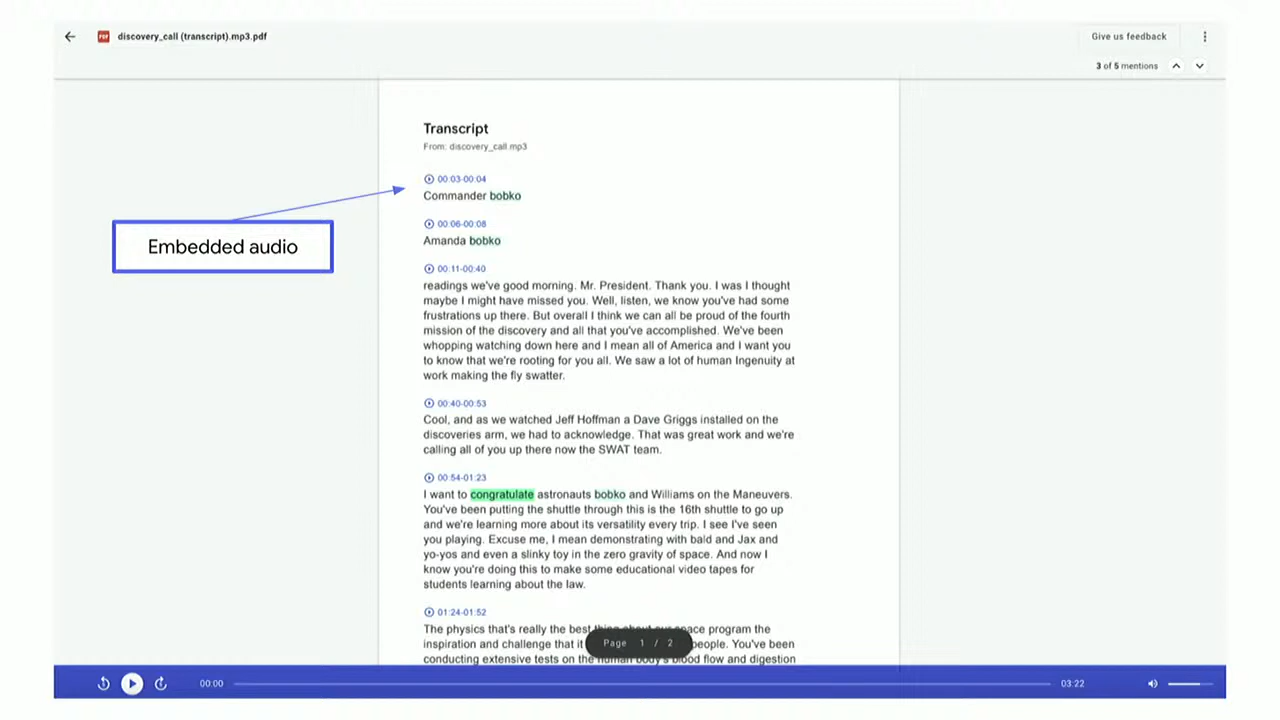 PDF discovery_call (transcript).mp3.pdf
Give us feedback
3 of 5 mentions
Transcript
From: discovery_call mp3
00:03-00:04
Commander bobko
Embedded audio
00:06-00:08
Amanda bobko
00:11-00:40
readings we've good morning. Mr. President. Thank you. I was I thought
maybe I might have missed you. Well, listen, we know you've had some
frustrations up there. But overall I think we can all be proud of the fourth
mission of the discovery and all that you've accomplished. We've been
whopping watching down here and I mean all of America and I want you
to know that we're rooting for you all. We saw a lot of human Ingenuity at
work making the fly swatter.
00:40-00:53
Cool, and as we watched Jeff Hoffman a Dave Griggs installed on the
discoveries arm, we had to acknowledge. That was great work and we're
calling all of you up there now the SWAT team.
00:54-01:23
I want to congratulate astronauts bobko and Williams on the Maneuvers.
You've been putting the shuttle through this is the 16th shuttle to go up
and we're learning more about its versatility every trip. I see I've seen
you playing. Excuse me, I mean demonstrating with bald and Jax and
yo-yos and even a slinky toy in the zero gravity of space. And now I
know you're doing this to make some educational video tapes for
students learning about the law.
01:24-01:52
The physics that's really the best thing about our space program the
inspiration and challenge that it people. You've been
conducting extensive tests on the human body's blood flow and digestion
Page 1 / 2
00:00
03:22